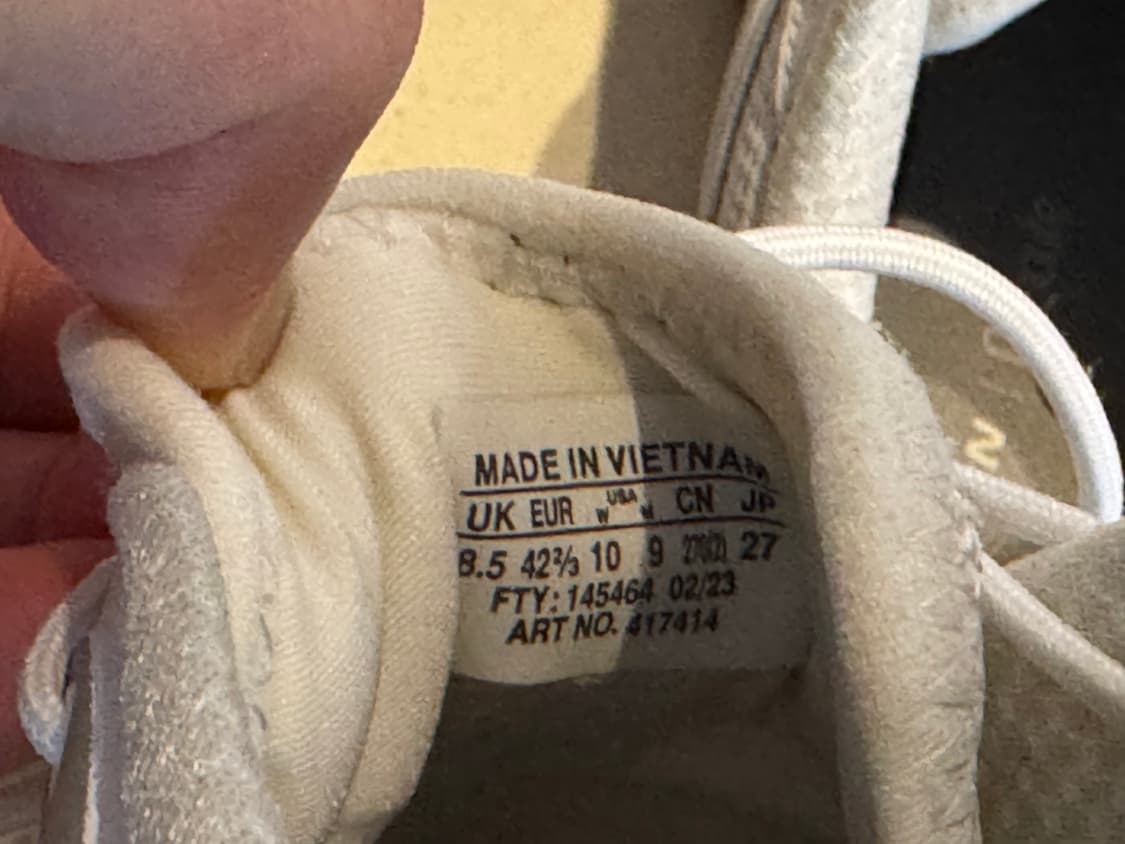 MADE IN VIETNAM
UK EUR W USA M CN JP
8.5 42⅔ 10 9 27 
FTY: 145464 02/23
ART NO. 417414
2